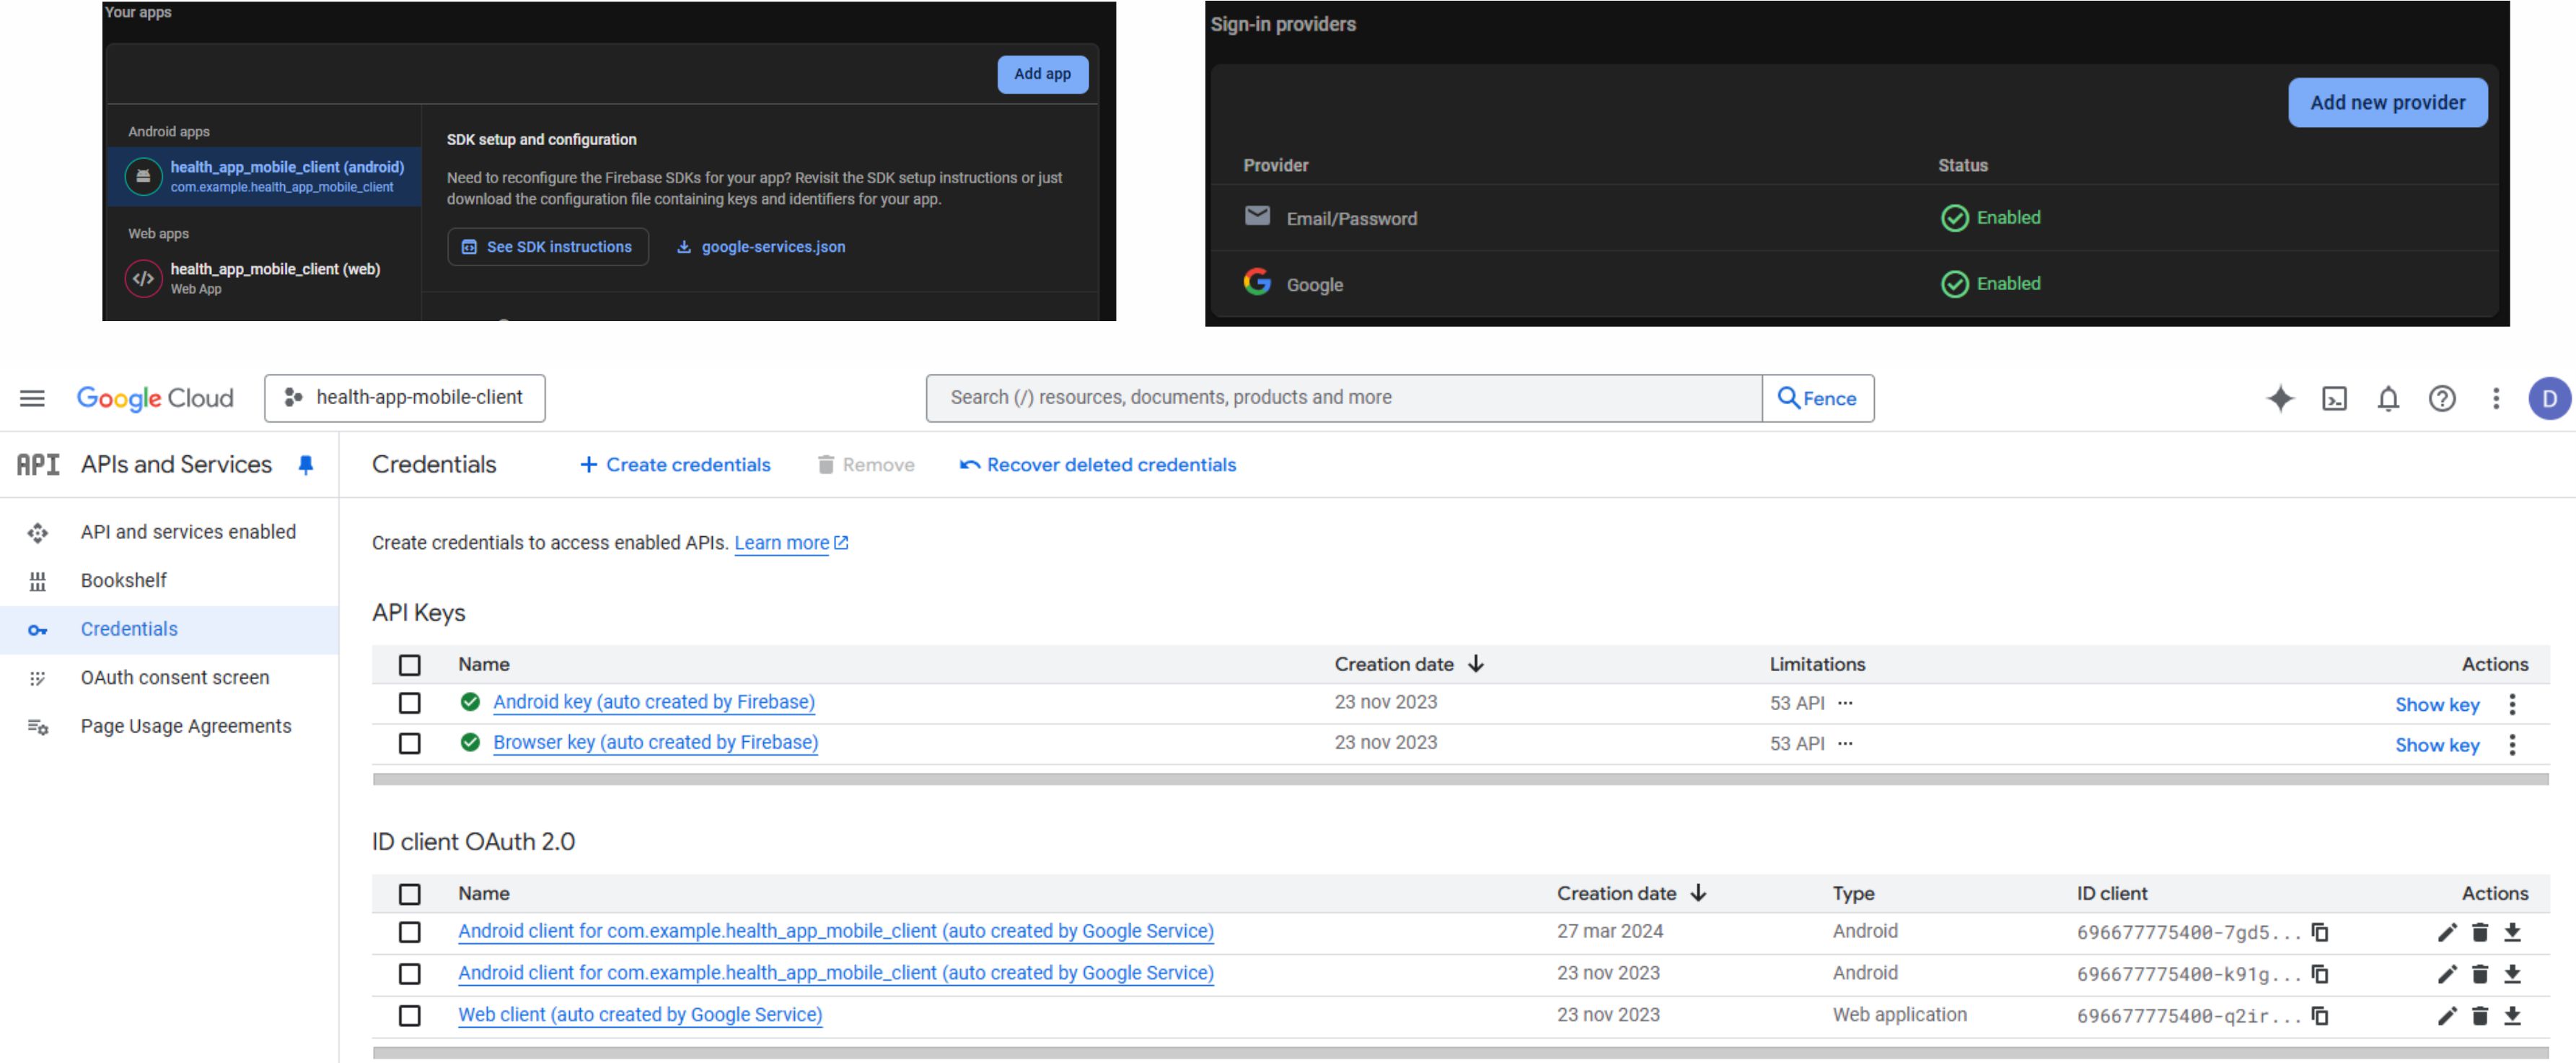 Your apps
Add app
Android apps
health_app_mobile_client (android)
com.example.health_app_mobile_client
Web apps
health_app_mobile_client (web)
Web App
SDK setup and configuration
Need to reconfigure the Firebase SDKs for your app? Revisit the SDK setup instructions or just
download the configuration file containing keys and identifiers for your app.
See SDK instructions
google-services.json
Sign-in providers
Add new provider
Provider Status
Email/Password Enabled
Google Enabled
Google Cloud
health-app-mobile-client
Search (/) resources, documents, products and more
Fence
D
API APIs and Services
API and services enabled
Bookshelf
Credentials
OAuth consent screen
Page Usage Agreements
Credentials + Create credentials Remove Recover deleted credentials
Create credentials to access enabled APIs. Learn more
API Keys
Name Creation date Limitations Actions
Android key (auto created by Firebase) 23 nov 2023 53 API ... Show key
Browser key (auto created by Firebase) 23 nov 2023 53 API ... Show key
ID client OAuth 2.0
Name Creation date Type ID client Actions
Android client for com.example.health_app_mobile_client (auto created by Google Service) 27 mar 2024 Android 696677775400-7gd5...
Android client for com.example.health_app_mobile_client (auto created by Google Service) 23 nov 2023 Android 696677775400-k91g...
Web client (auto created by Google Service) 23 nov 2023 Web application 696677775400-q2ir...